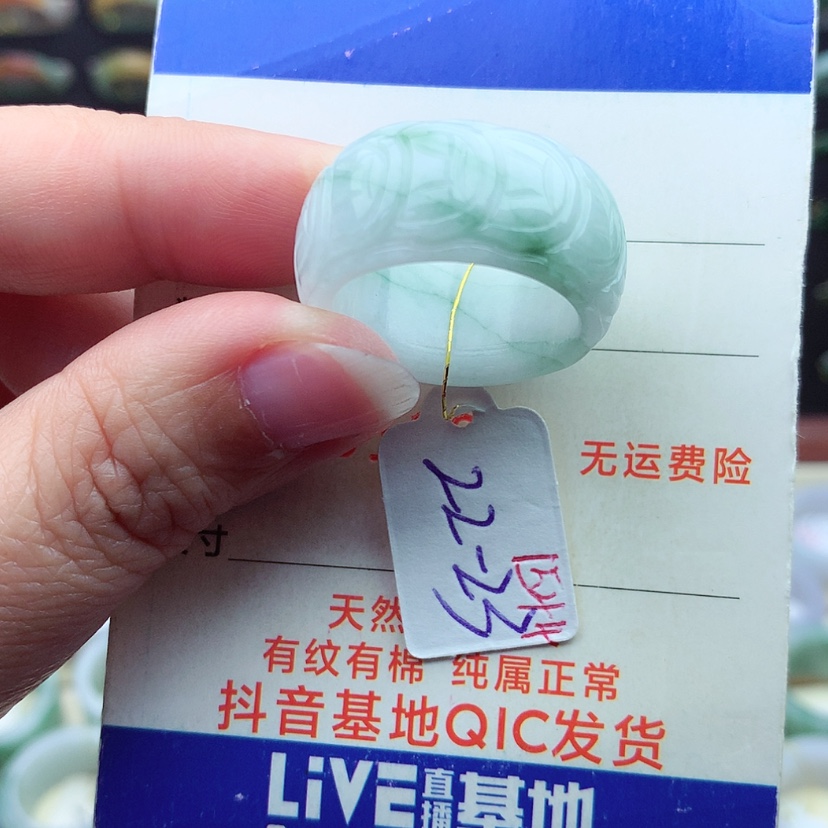 无运费险
22-23
寸
天然
有纹有棉 纯属正常
抖音基地QIC发货
LiVE直播基地